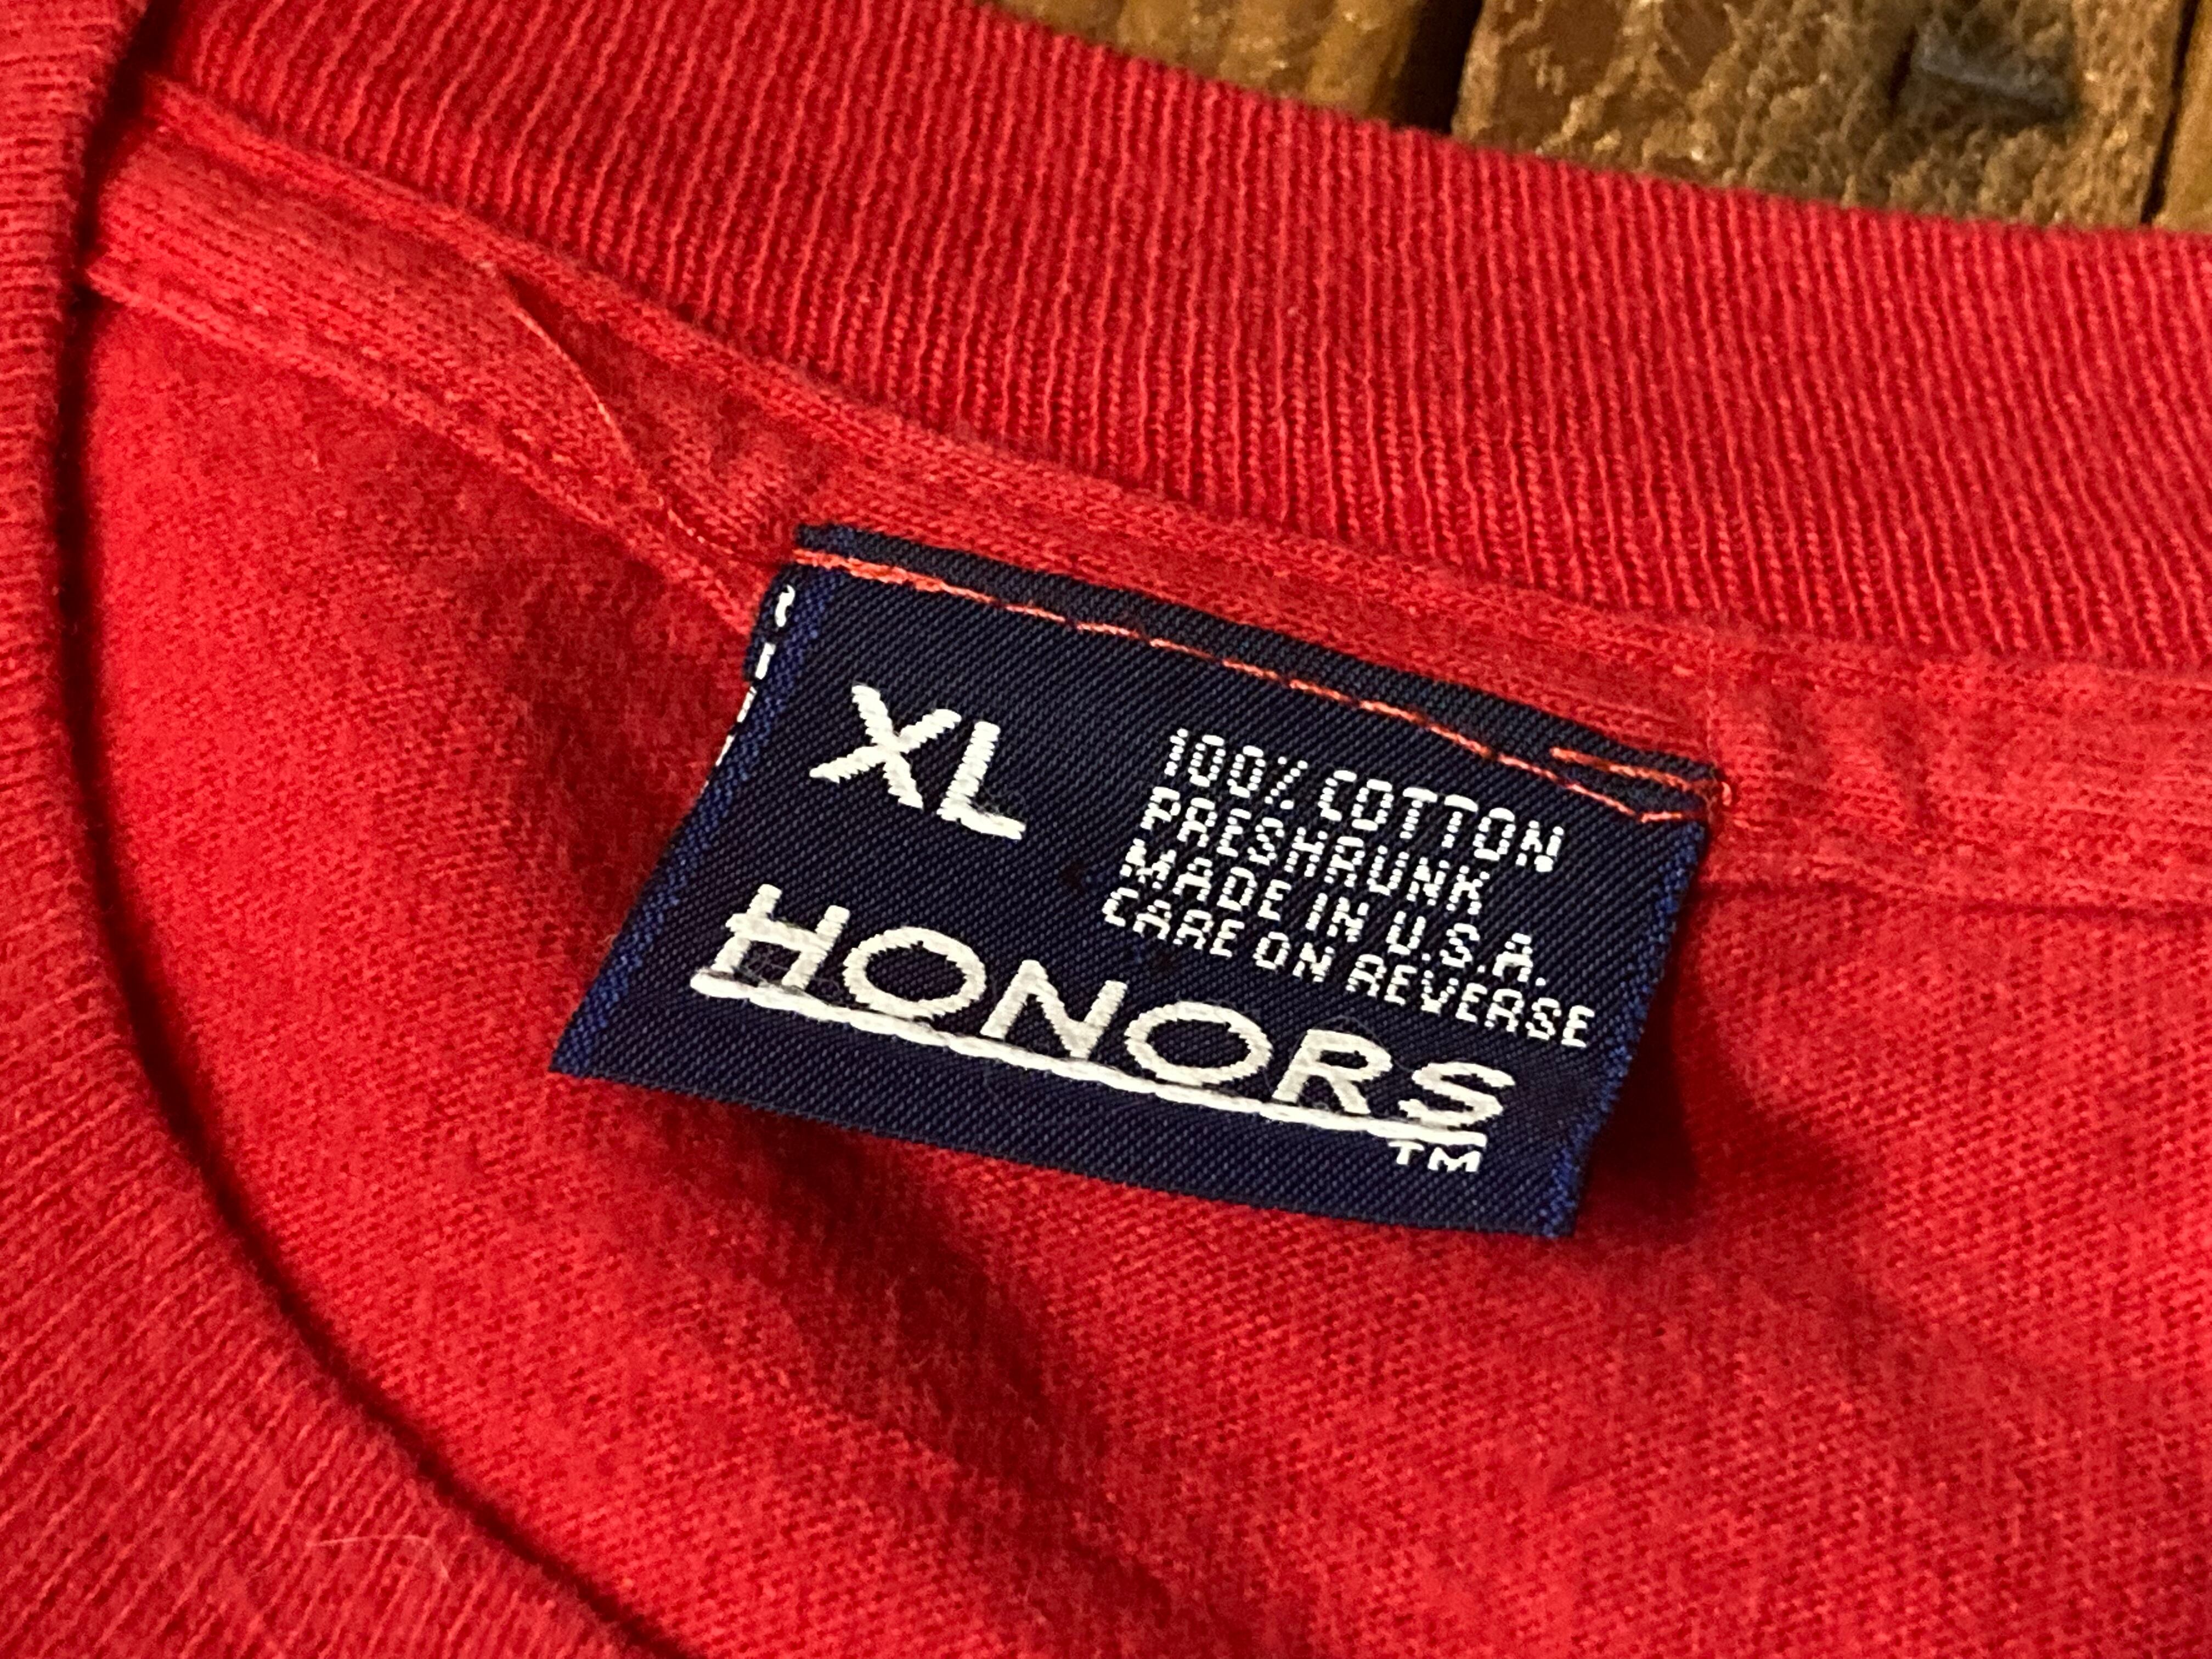 XL
100% COTTON
PRESHRUNK
MADE IN U.S.A.
CARE ON REVERSE
HONORS
TM